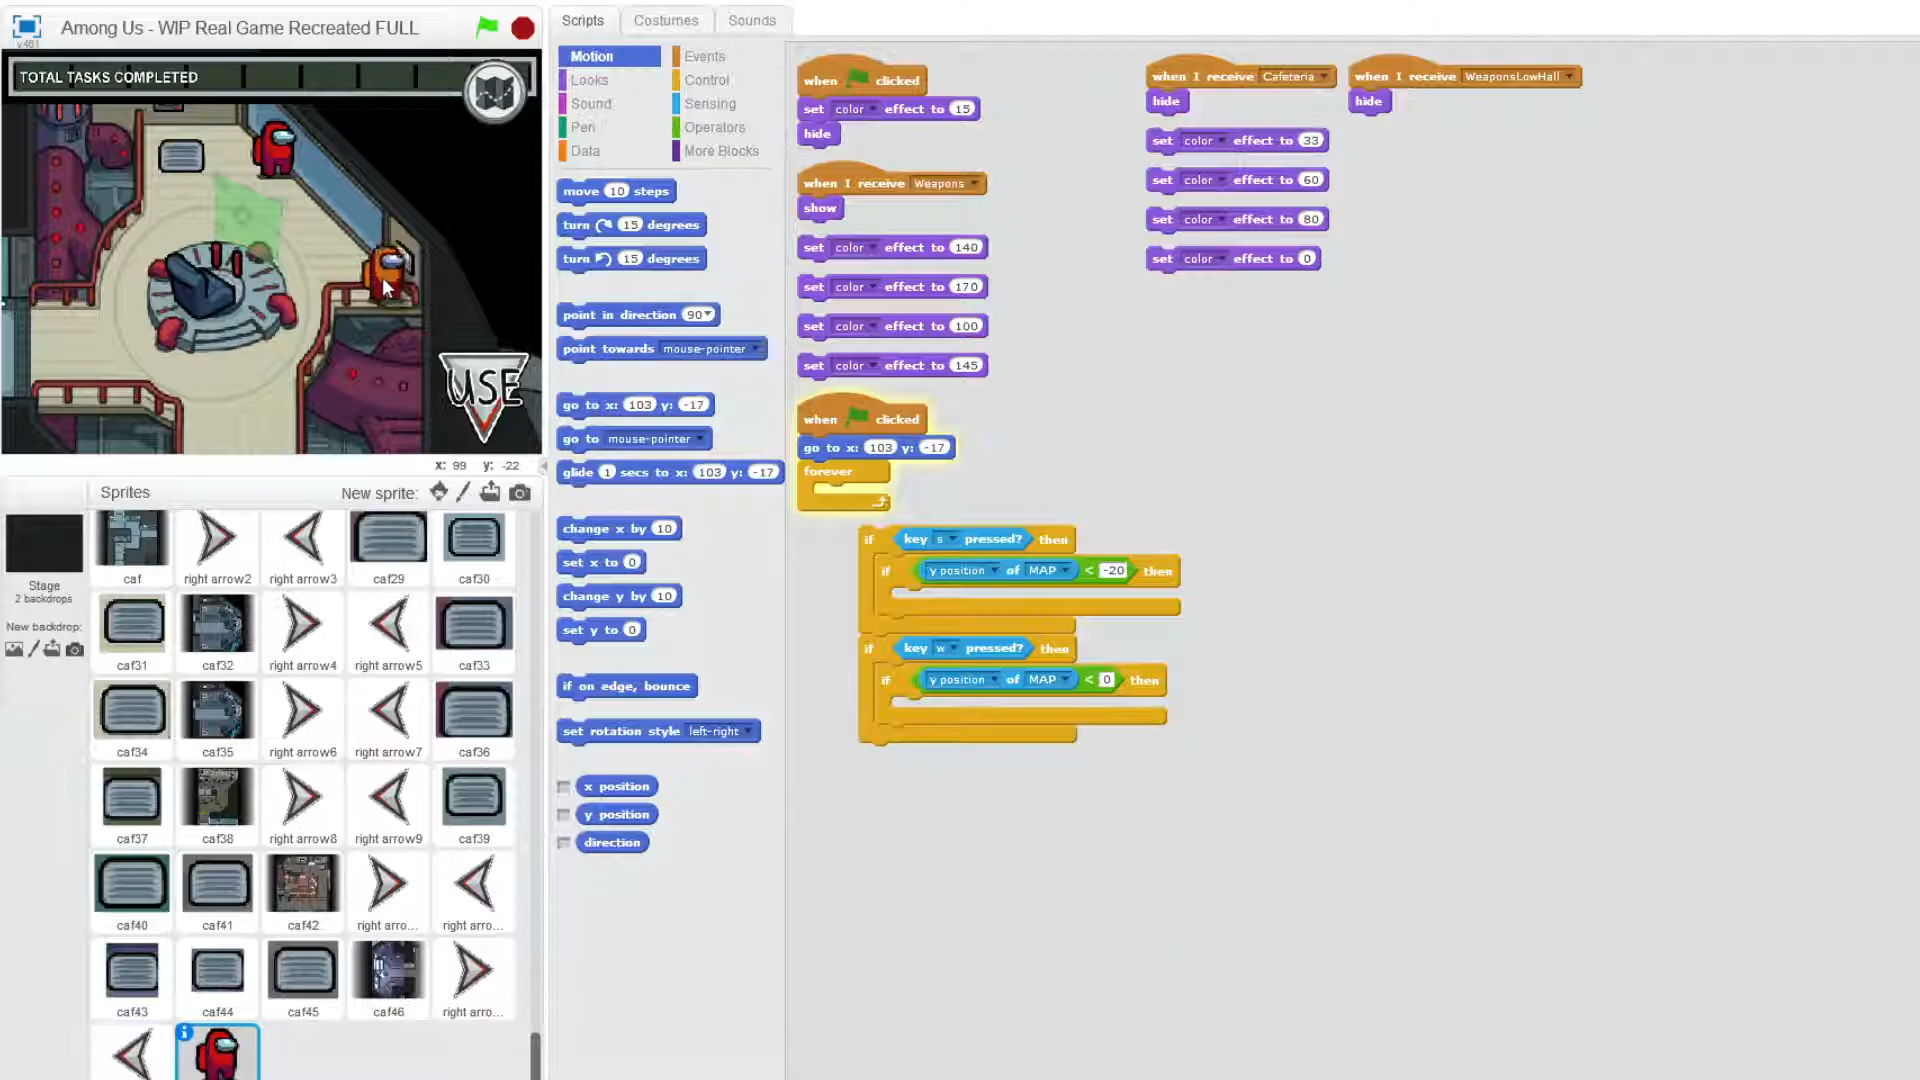 Among Us - WIP Real Game Recreated FULL
v461
TOTAL TASKS COMPLETED
USE
x: 99 y: -22
Sprites
New sprite:
caf
right arrow2
right arrow3
caf29
caf30
Stage
2 backdrops
New backdrop:
caf31
caf32
right arrow4
right arrow5
caf33
caf34
caf35
right arrow6
right arrow7
caf36
caf37
caf38
right arrow8
right arrow9
caf39
caf40
caf41
caf42
right arro...
right arro...
caf43
caf44
caf45
caf46
right arro...
Scripts
Costumes
Sounds
Motion
Events
Looks
Control
Sound
Sensing
Pen
Operators
Data
More Blocks
move 10 steps
turn 15 degrees
turn 15 degrees
point in direction 90
point towards mouse-pointer
go to x: 103 y: -17
go to mouse-pointer
glide 1 secs to x: 103 y: -17
change x by 10
set x to 0
change y by 10
set y to 0
if on edge, bounce
set rotation style left-right
x position
y position
direction
when clicked
set color effect to 15
hide
when I receive Weapons
show
set color effect to 140
set color effect to 170
set color effect to 100
set color effect to 145
when clicked
go to x: 103 y: -17
forever
if key s pressed? then
if y position of MAP < -20 then
if key w pressed? then
if y position of MAP < 0 then
when I receive Cafeteria
hide
set color effect to 33
set color effect to 60
set color effect to 80
set color effect to 0
when I receive WeaponsLowHall
hide